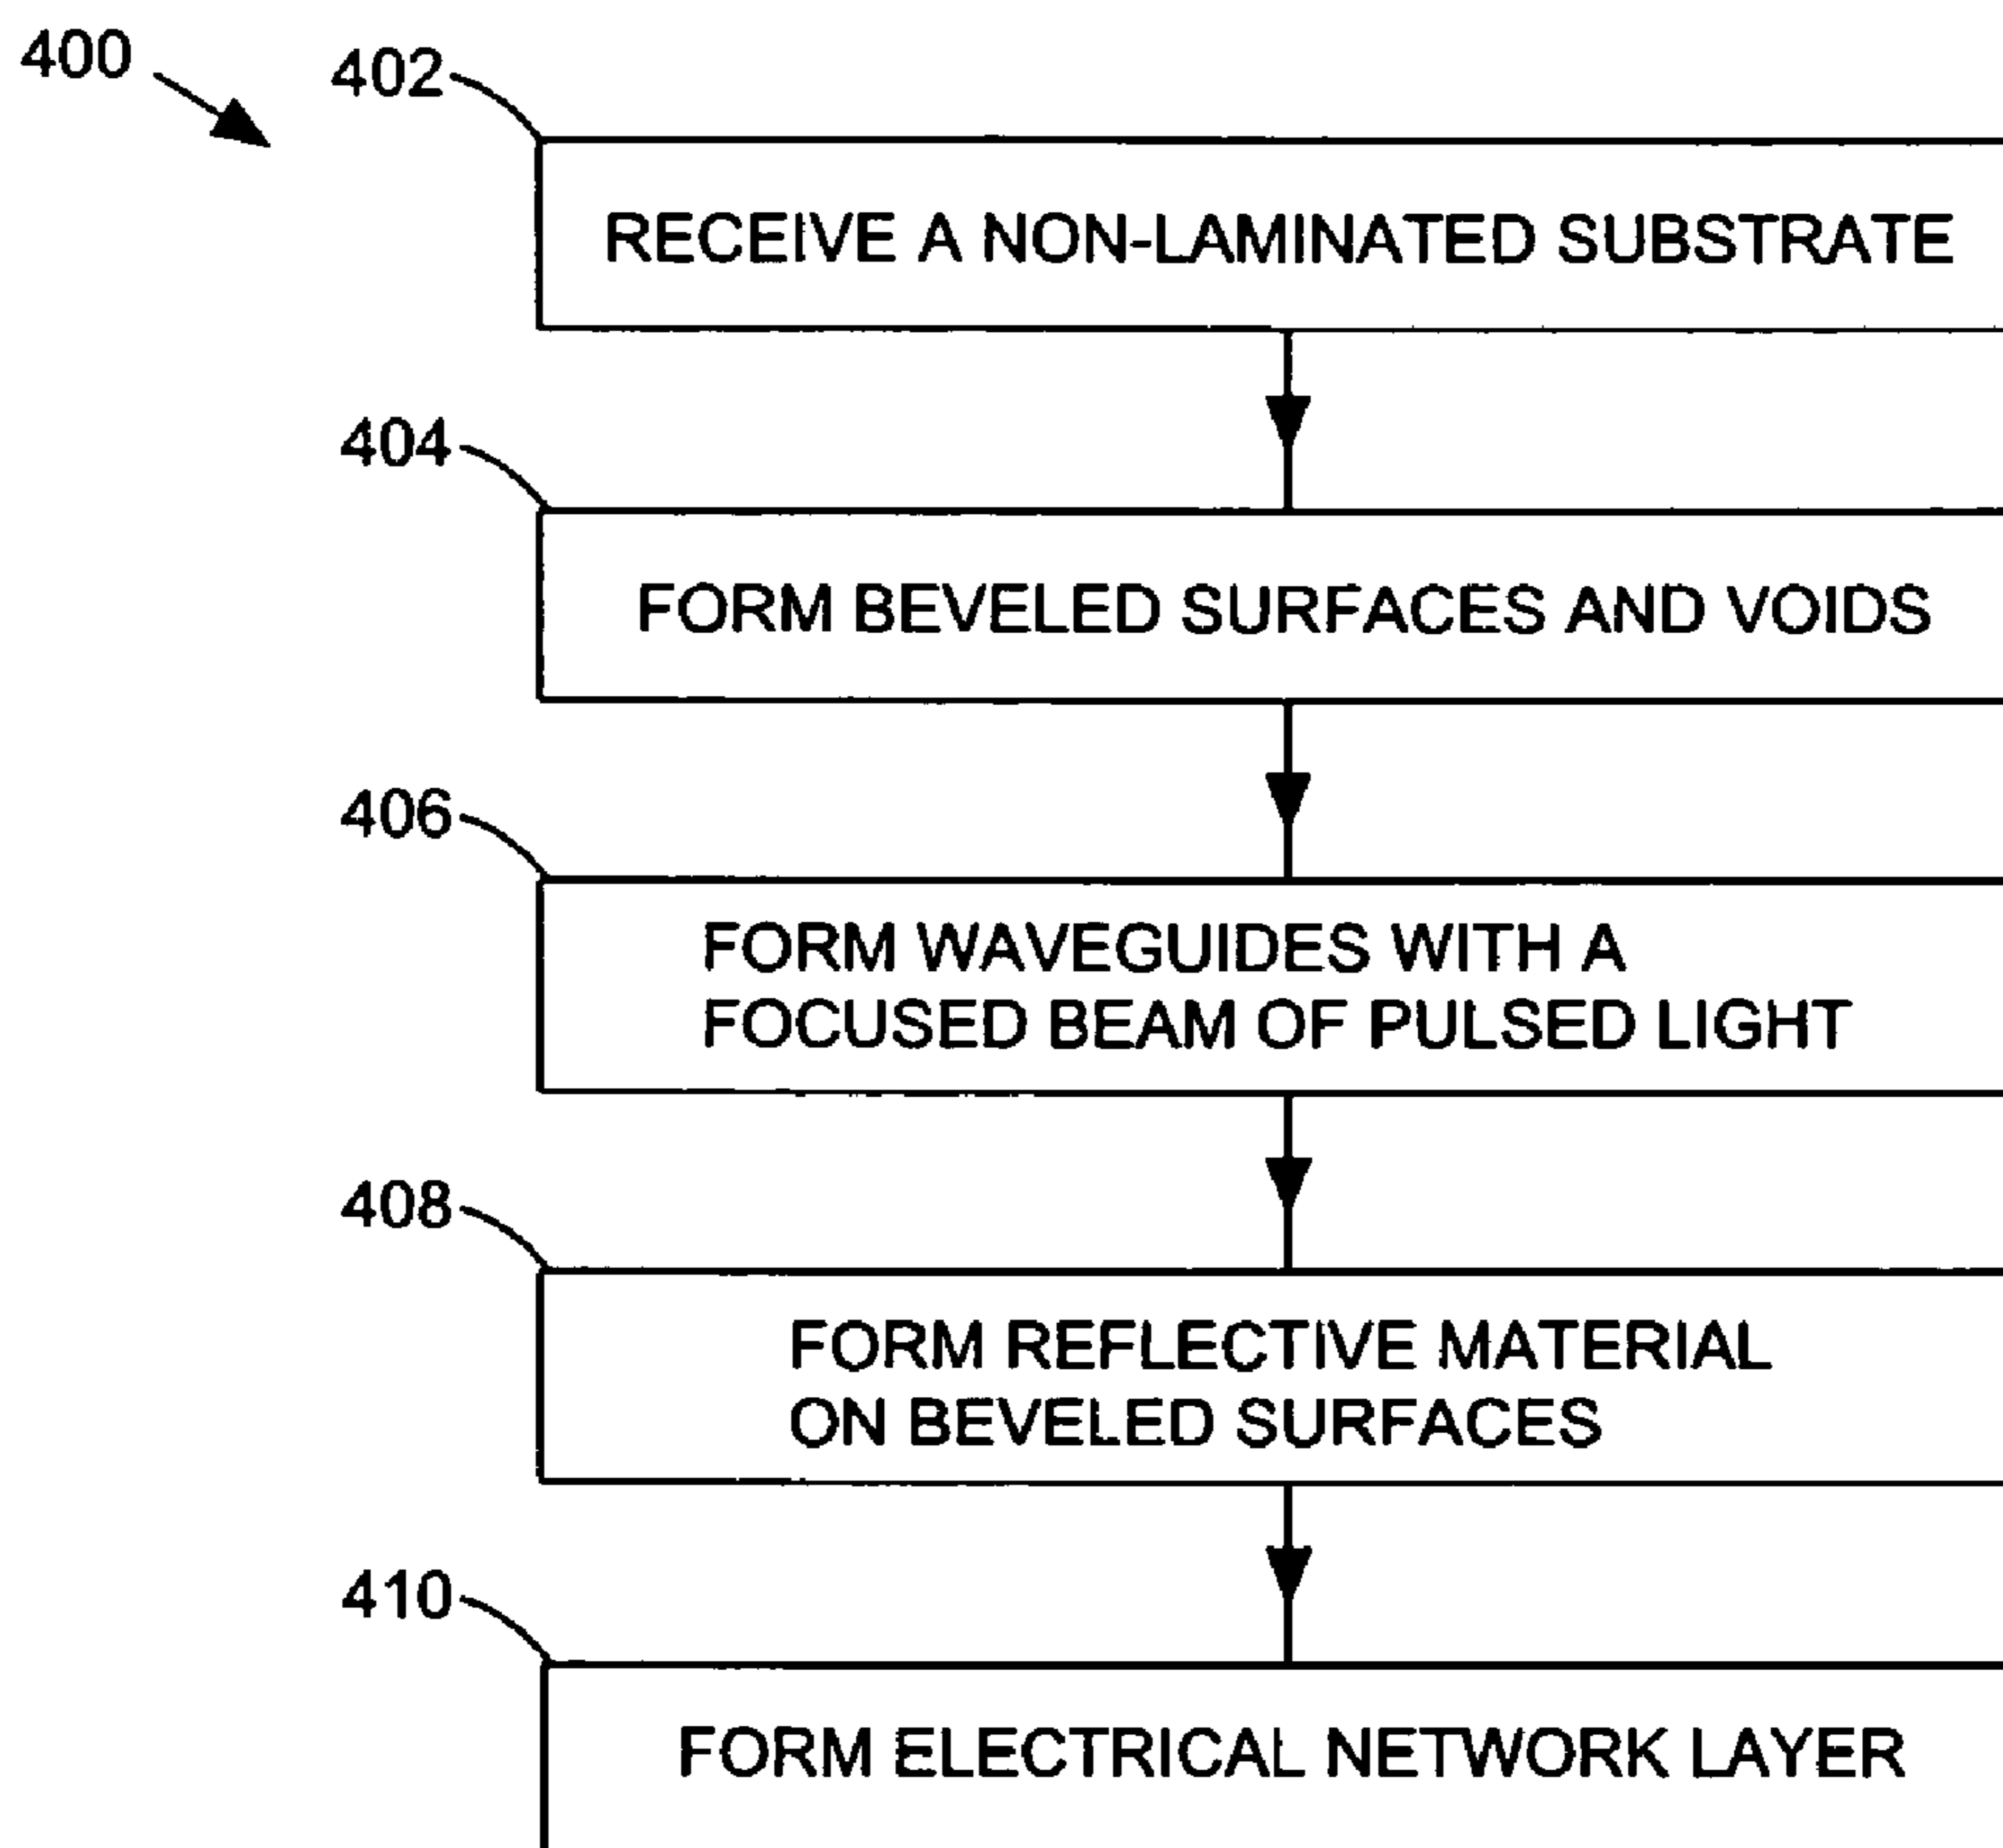 400
402
RECEIVE A NON-LAMINATED SUBSTRATE
404
FORM BEVELED SURFACES AND VOIDS
406
FORM WAVEGUIDES WITH A
FOCUSED BEAM OF PULSED LIGHT
408
FORM REFLECTIVE MATERIAL
ON BEVELED SURFACES
410
FORM ELECTRICAL NETWORK LAYER